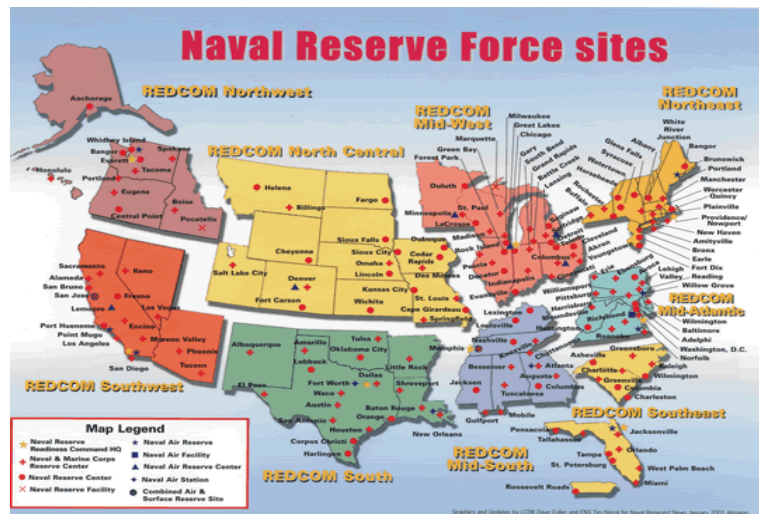 Naval Reserve Force sites
REDCOM Northwest
Anchorage
Whidbey Island
Bangor
Everett
Spokane
Tacoma
Portland
Honolulu
Eugene
Boise
Central Point
Pocatello
REDCOM North Central
Helena
Billings
Fargo
Sioux Falls
Cheyenne
Sioux City
Omaha
Lincoln
Dubuque
Cedar
Rapids
Des Moines
Salt Lake City
Denver
Fort Carson
Wichita
Kansas City
St. Louis
Cape Girardeau
Springfield
REDCOM
Mid-West
Milwaukee
Great Lakes
Chicago
Marquette
Green Bay
Forest Park
Gary
South Bend
Grand Rapids
Battle Creek
Lansing
Duluth
St. Paul
Minneapolis
LaCrosse
Madison
Rock Island
Peoria
Decatur
Indianapolis
Evansville
Saginaw
Selfridge
Detroit
Toledo
Cleveland
Akron
Youngstown
Columbus
Cincinnati
REDCOM
Northeast
White
River
Junction
Albany
Glens Falls
Syracuse
Watertown
Horseheads
Rochester
Buffalo
Bangor
Brunswick
Portland
Manchester
Worcester
Quincy
Plainville
Providence/
Newport
New Haven
Amityville
Bronx
Earle
Fort Dix
REDCOM
Mid-Atlantic
Erie
Ebensburg
Avoca
Lehigh
Valley
Reading
Willow Grove
Williamsport
Pittsburg
Harrisburg
Moundsville
Huntington
Richmond
Roanoke
Wilmington
Baltimore
Adelphi
Washington, D.C.
Norfolk
REDCOM Southwest
Sacramento
Alameda
San Bruno
San Jose
Reno
Fresno
Lemoore
Las Vegas
Encino
Port Hueneme
Point Mugu
Los Angeles
Moreno Valley
Phoenix
Tucson
San Diego
REDCOM South
Albuquerque
El Paso
Amarillo
Lubbock
Tulsa
Oklahoma City
Little Rock
Fort Worth
Dallas
Shreveport
Waco
Austin
San Antonio
Houston
Orange
Baton Rouge
New Orleans
Corpus Christi
Harlingen
REDCOM
Mid-South
Lexington
Louisville
Memphis
Nashville
Knoxville
Chattanooga
Bessemer
Atlanta
Augusta
Columbus
Jackson
Tuscaloosa
Gulfport
Mobile
REDCOM Southeast
Greensboro
Asheville
Charlotte
Raleigh
Wilmington
Greenville
Columbia
Charleston
Pensacola
Tallahassee
Jacksonville
Orlando
Tampa
St. Petersburg
West Palm Beach
Miami
Roosevelt Roads
Map Legend
Naval Reserve
Readiness Command HQ
Naval & Marine Corps
Reserve Center
Naval Reserve Center
Naval Reserve Facility
Naval Air Reserve
Naval Air Facility
Naval Air Reserve Center
Naval Air Station
Combined Air &
Surface Reserve Site